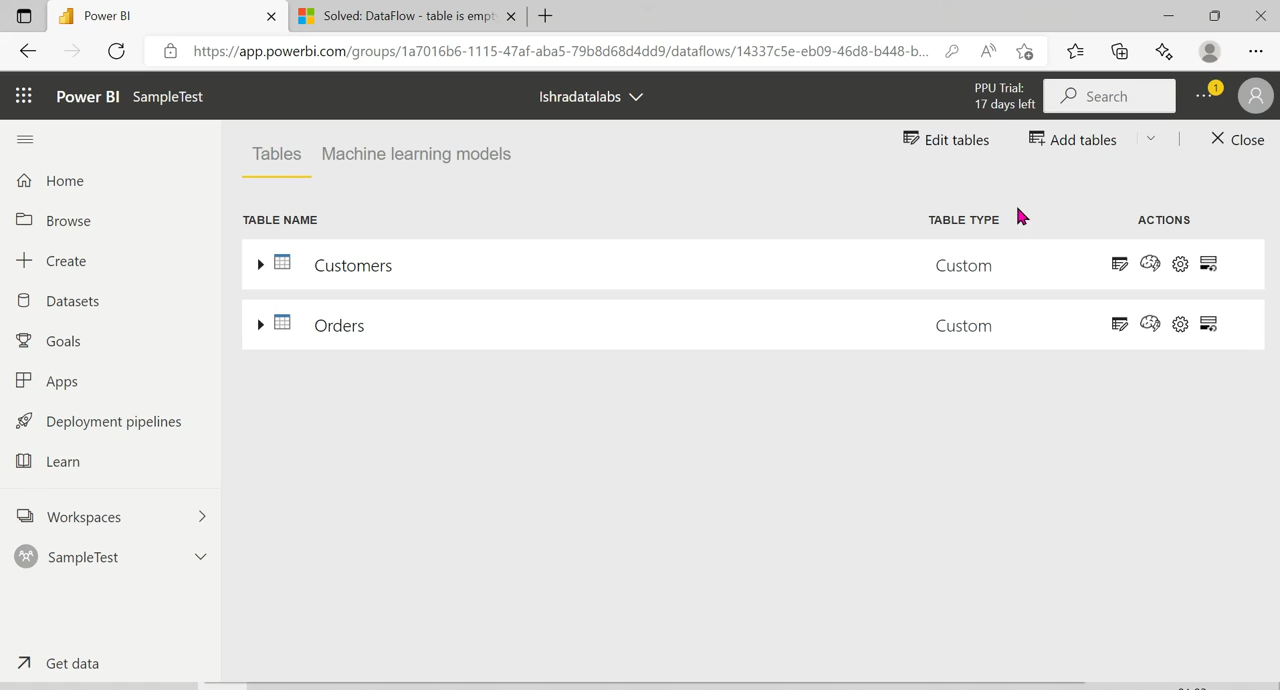 Power BI
Solved: DataFlow - table is empt
https://app.powerbi.com/groups/1a7016b6-1115-47af-aba5-79b8d68d4dd9/dataflows/14337c5e-eb09-46d8-b448-b...
Power BI SampleTest
Ishradatalabs
PPU Trial:
17 days left
Search
1
Edit tables
Add tables
Close
Tables Machine learning models
Home
Browse
Create
Datasets
Goals
Apps
Deployment pipelines
Learn
Workspaces
SampleTest
Get data
TABLE NAME TABLE TYPE ACTIONS
Customers Custom
Orders Custom